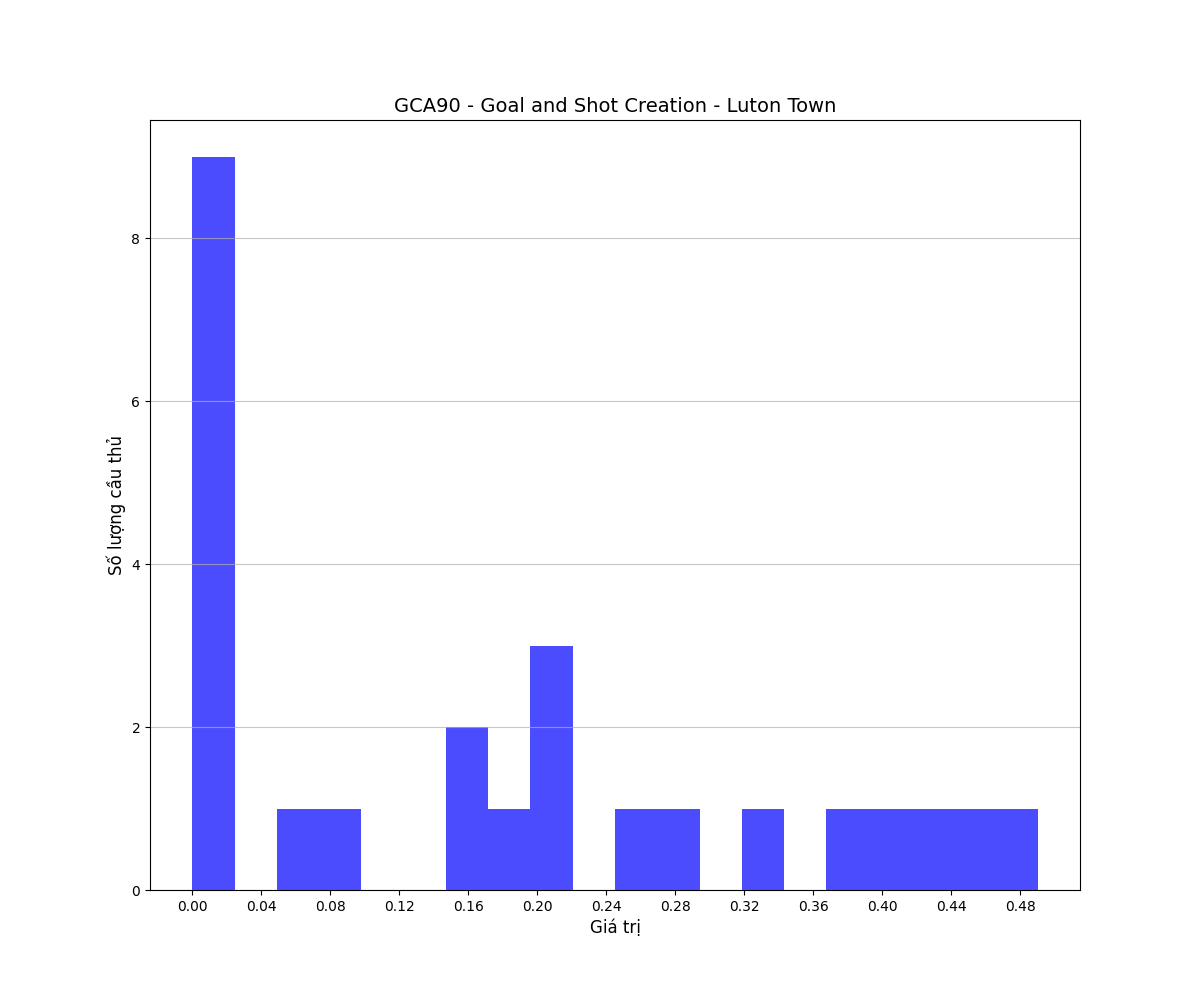 GCA90 - Goal and Shot Creation - Luton Town
Số lượng cầu thủ
8
6
4
2
0
0.00 0.04 0.08 0.12 0.16 0.20 0.24 0.28 0.32 0.36 0.40 0.44 0.48
Giá trị